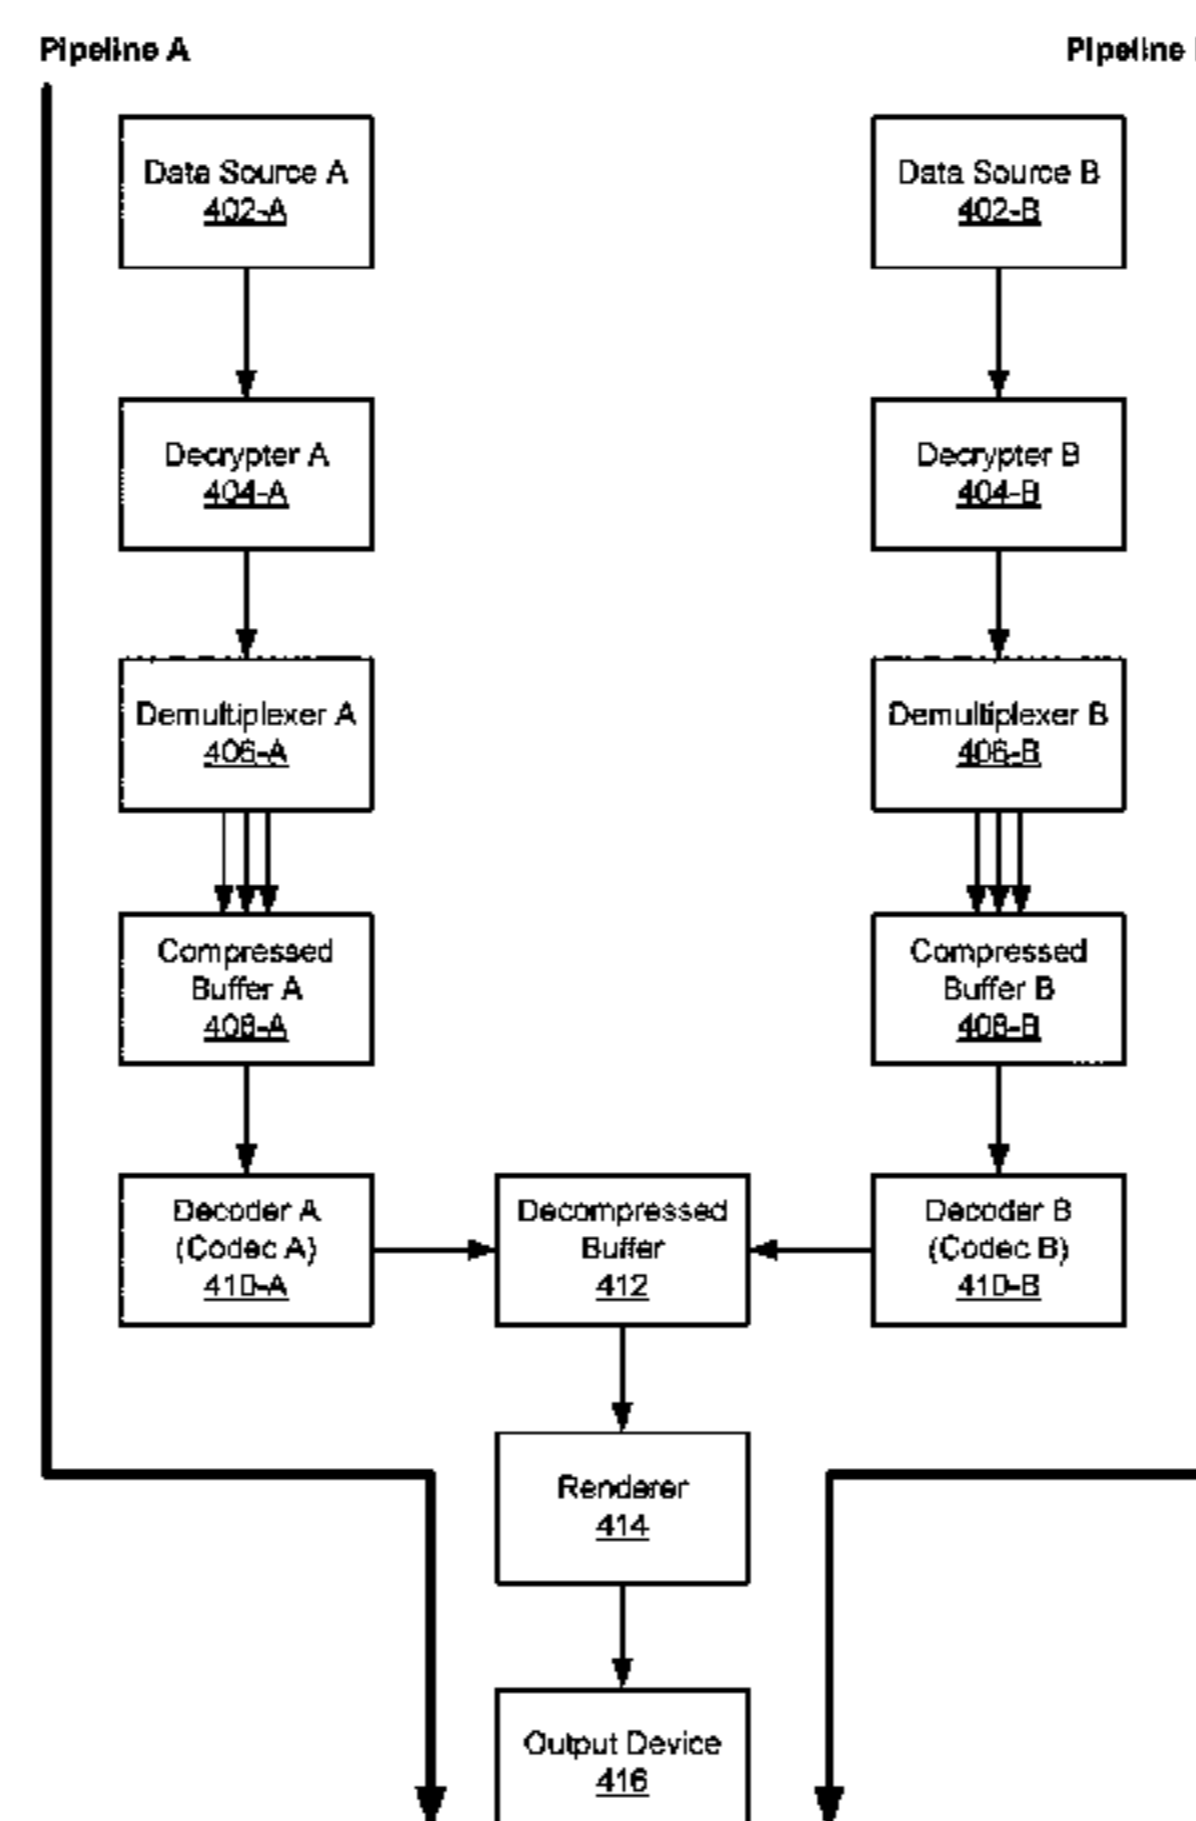 Pipeline A
Pipeline
Data Source A
402-A
Data Source B
402-B
Decrypter A
404-A
Decrypter B
404-B
Demultiplexer A
406-A
Demultiplexer B
406-B
Compressed
Buffer A
408-A
Compressed
Buffer B
408-B
Decoder A
(Codec A)
410-A
Decompressed
Buffer
412
Decoder B
(Codec B)
410-B
Renderer
414
Output Device
416